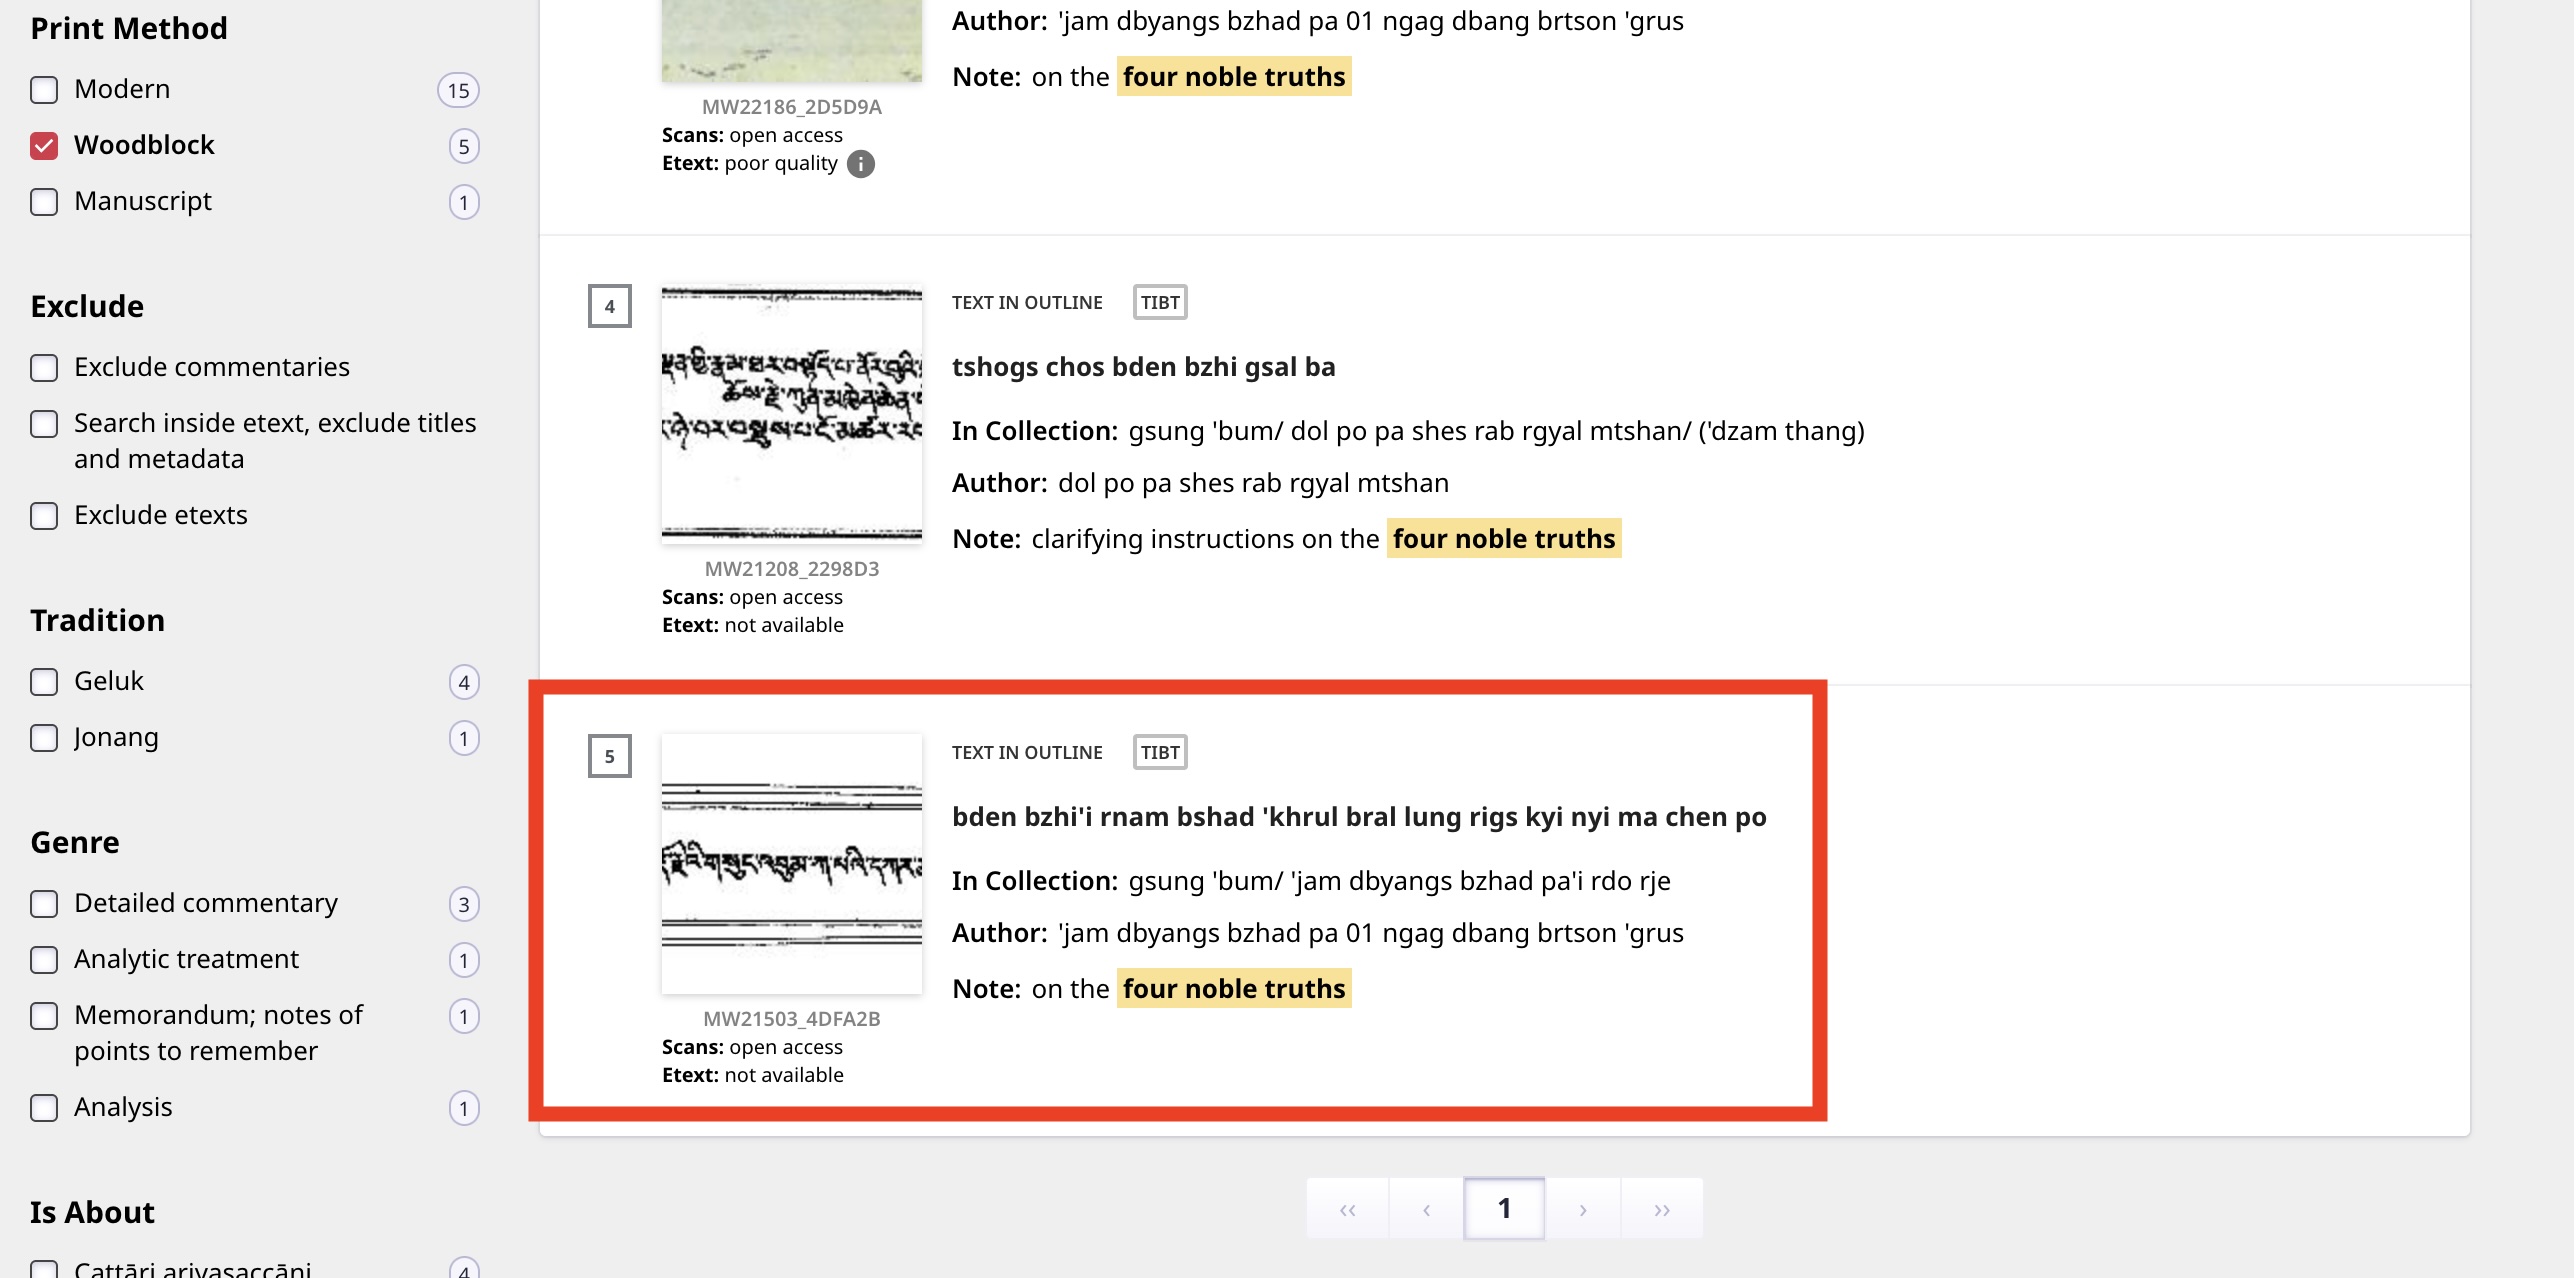 Print Method
Modern 15
Woodblock 5
Manuscript 1
Exclude
Exclude commentaries
Search inside etext, exclude titles
and metadata
Exclude etexts
Tradition
Geluk 4
Jonang 1
Genre
Detailed commentary 3
Analytic treatment 1
Memorandum; notes of 1
points to remember
Analysis 1
Is About
Cattāri ariyasaccāni 4
Author: 'jam dbyangs bzhad pa 01 ngag dbang brtson 'grus
Note: on the four noble truths
MW22186_2D5D9A
Scans: open access
Etext: poor quality i
4
TEXT IN OUTLINE TIBT
tshogs chos bden bzhi gsal ba
In Collection: gsung 'bum/ dol po pa shes rab rgyal mtshan/ ('dzam thang)
Author: dol po pa shes rab rgyal mtshan
Note: clarifying instructions on the four noble truths
MW21208_2298D3
Scans: open access
Etext: not available
5
TEXT IN OUTLINE TIBT
bden bzhi'i rnam bshad 'khrul bral lung rigs kyi nyi ma chen po
In Collection: gsung 'bum/ 'jam dbyangs bzhad pa'i rdo rje
Author: 'jam dbyangs bzhad pa 01 ngag dbang brtson 'grus
Note: on the four noble truths
MW21503_4DFA2B
Scans: open access
Etext: not available
‹‹ ‹ 1 › ››